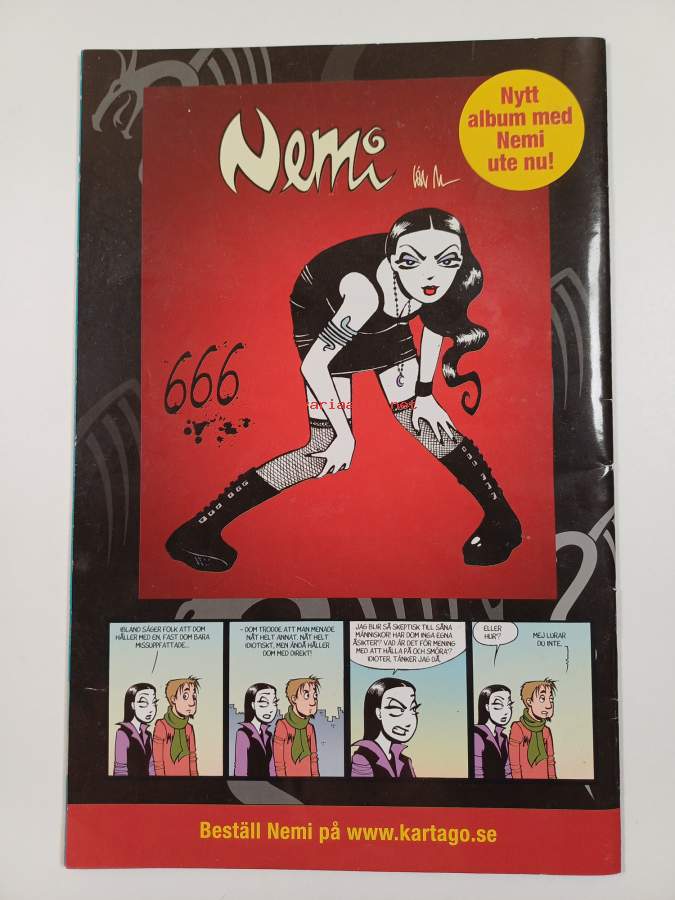 Nytt
album med
Nemi
ute nu!
Nemi
666
IBLAND SÄGER FOLK ATT DOM
HÅLLER MED EN, FAST DOM BARA
MISSUPPFATTADE...
- DOM TRODDE ATT MAN MENADE
NÅT HELT ANNAT. NÅT HELT
IDIOTISKT, MEN ÄNDÅ HÅLLER
DOM MED DIREKT!
JAG BLIR SÅ SKEPTISK TILL SÅNA
MÄNNISKOR! HAR DOM INGA EGNA
ÅSIKTER? VAD ÄR DET FÖR MENING
MED ATT HÅLLA PÅ OCH SMÖRA?
IDIOTER, TÄNKER JAG DÅ.
ELLER
HUR?
MEJ LURAR
DU INTE.
Beställ Nemi på www.kartago.se